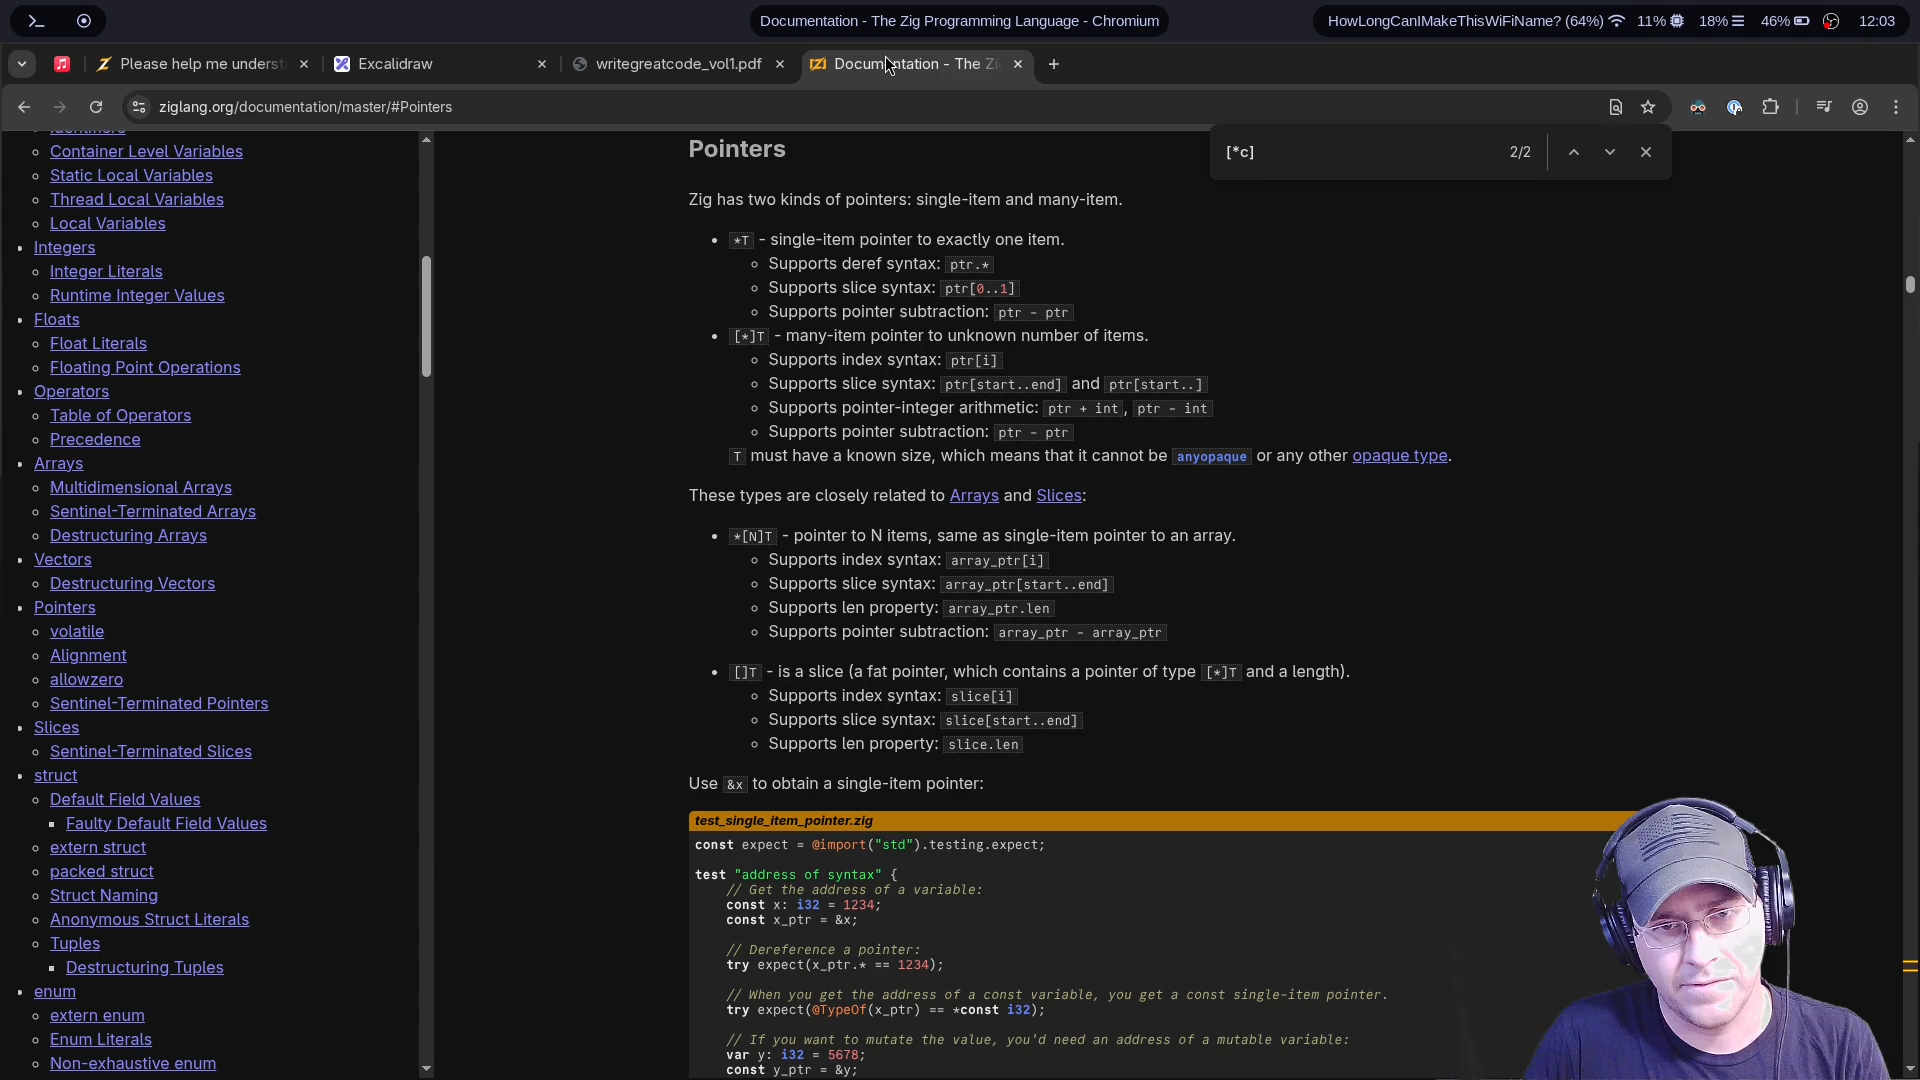 Documentation - The Zig Programming Language - Chromium
HowLongCanIMakeThisWiFiName? (64%) 11% 18% 46% 12:03
Please help me underst
Excalidraw
writegreatcode_vol1.pdf
Documentation - The Zi
ziglang.org/documentation/master/#Pointers
[*c] 2/2
Identifiers
Container Level Variables
Static Local Variables
Thread Local Variables
Local Variables
Integers
Integer Literals
Runtime Integer Values
Floats
Float Literals
Floating Point Operations
Operators
Table of Operators
Precedence
Arrays
Multidimensional Arrays
Sentinel-Terminated Arrays
Destructuring Arrays
Vectors
Destructuring Vectors
Pointers
volatile
Alignment
allowzero
Sentinel-Terminated Pointers
Slices
Sentinel-Terminated Slices
struct
Default Field Values
Faulty Default Field Values
extern struct
packed struct
Struct Naming
Anonymous Struct Literals
Tuples
Destructuring Tuples
enum
extern enum
Enum Literals
Non-exhaustive enum
Pointers
Zig has two kinds of pointers: single-item and many-item.
*T - single-item pointer to exactly one item.
Supports deref syntax: ptr.*
Supports slice syntax: ptr[0..1]
Supports pointer subtraction: ptr - ptr
[*]T - many-item pointer to unknown number of items.
Supports index syntax: ptr[i]
Supports slice syntax: ptr[start..end] and ptr[start..]
Supports pointer-integer arithmetic: ptr + int, ptr - int
Supports pointer subtraction: ptr - ptr
T must have a known size, which means that it cannot be anyopaque or any other opaque type.
These types are closely related to Arrays and Slices:
*[N]T - pointer to N items, same as single-item pointer to an array.
Supports index syntax: array_ptr[i]
Supports slice syntax: array_ptr[start..end]
Supports len property: array_ptr.len
Supports pointer subtraction: array_ptr - array_ptr
[]T - is a slice (a fat pointer, which contains a pointer of type [*]T and a length).
Supports index syntax: slice[i]
Supports slice syntax: slice[start..end]
Supports len property: slice.len
Use &x to obtain a single-item pointer:
test_single_item_pointer.zig
const expect = @import("std").testing.expect;
test "address of syntax" {
// Get the address of a variable:
const x: i32 = 1234;
const x_ptr = &x;
// Dereference a pointer:
try expect(x_ptr.* == 1234);
// When you get the address of a const variable, you get a const single-item pointer.
try expect(@TypeOf(x_ptr) == *const i32);
// If you want to mutate the value, you'd need an address of a mutable variable:
var y: i32 = 5678;
const y_ptr = &y;